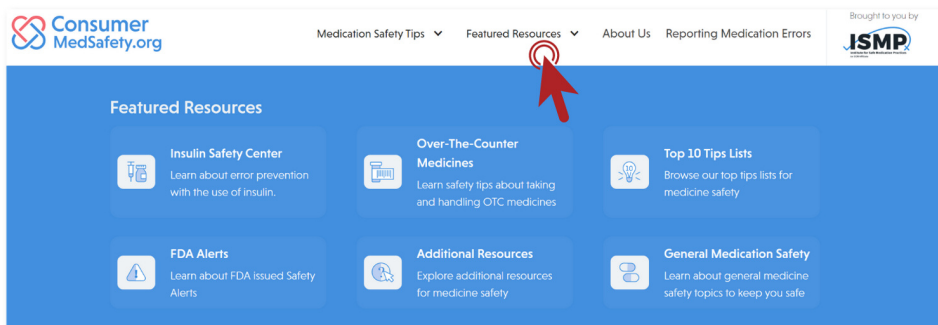 Consumer
MedSafety.org
Medication Safety Tips
Featured Resources
About Us
Reporting Medication Errors
Brought to you by
ISMP
Featured Resources
Insulin Safety Center
Learn about error prevention
with the use of insulin.
Over-The-Counter
Medicines
Learn safety tips about taking
and handling OTC medicines
10
Top 10 Tips Lists
Browse our top tips lists for
medicine safety
FDA Alerts
Learn about FDA issued Safety
Alerts
Additional Resources
Explore additional resources
for medicine safety
General Medication Safety
Learn about general medicine
safety topics to keep you safe